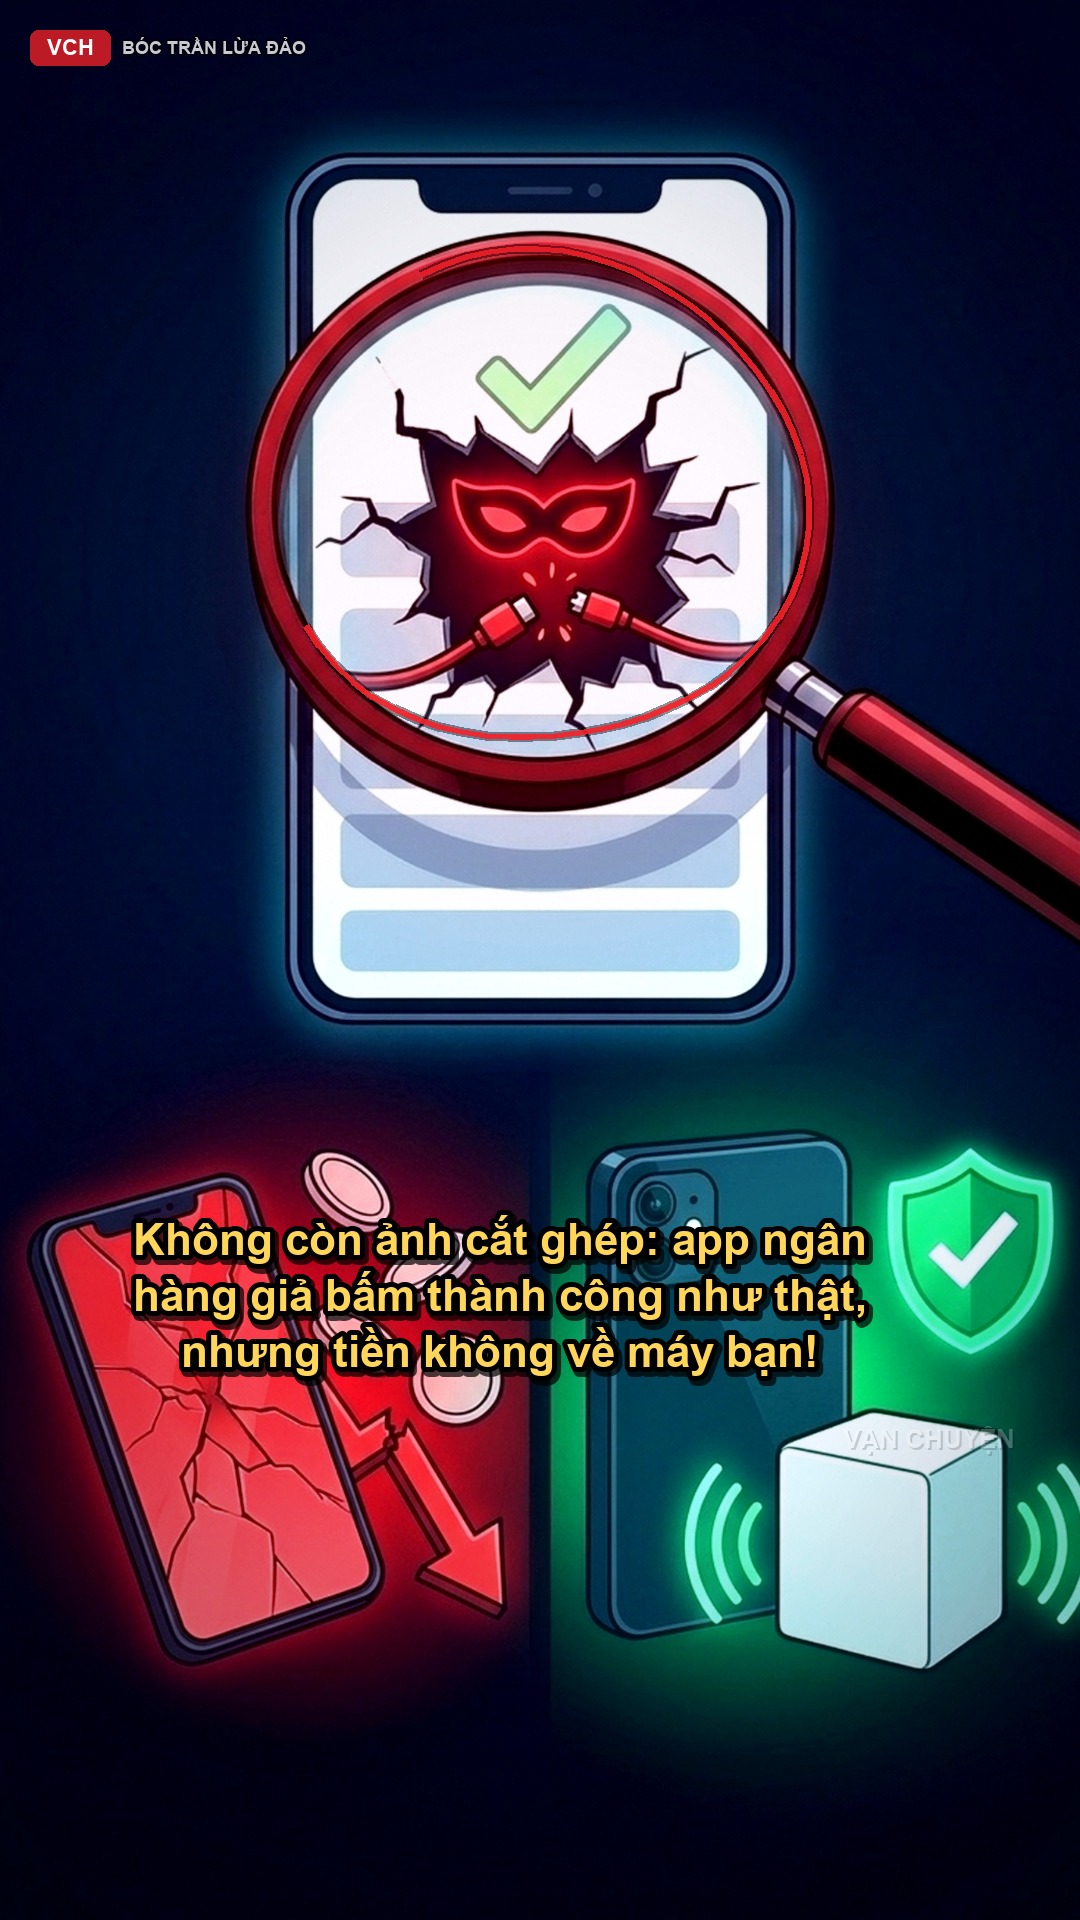 VCH BÓC TRẦN LỪA ĐẢO
Không còn ảnh cắt ghép: app ngân
hàng giả bấm thành công như thật,
nhưng tiền không về máy bạn!
VẠN CHUYỆN